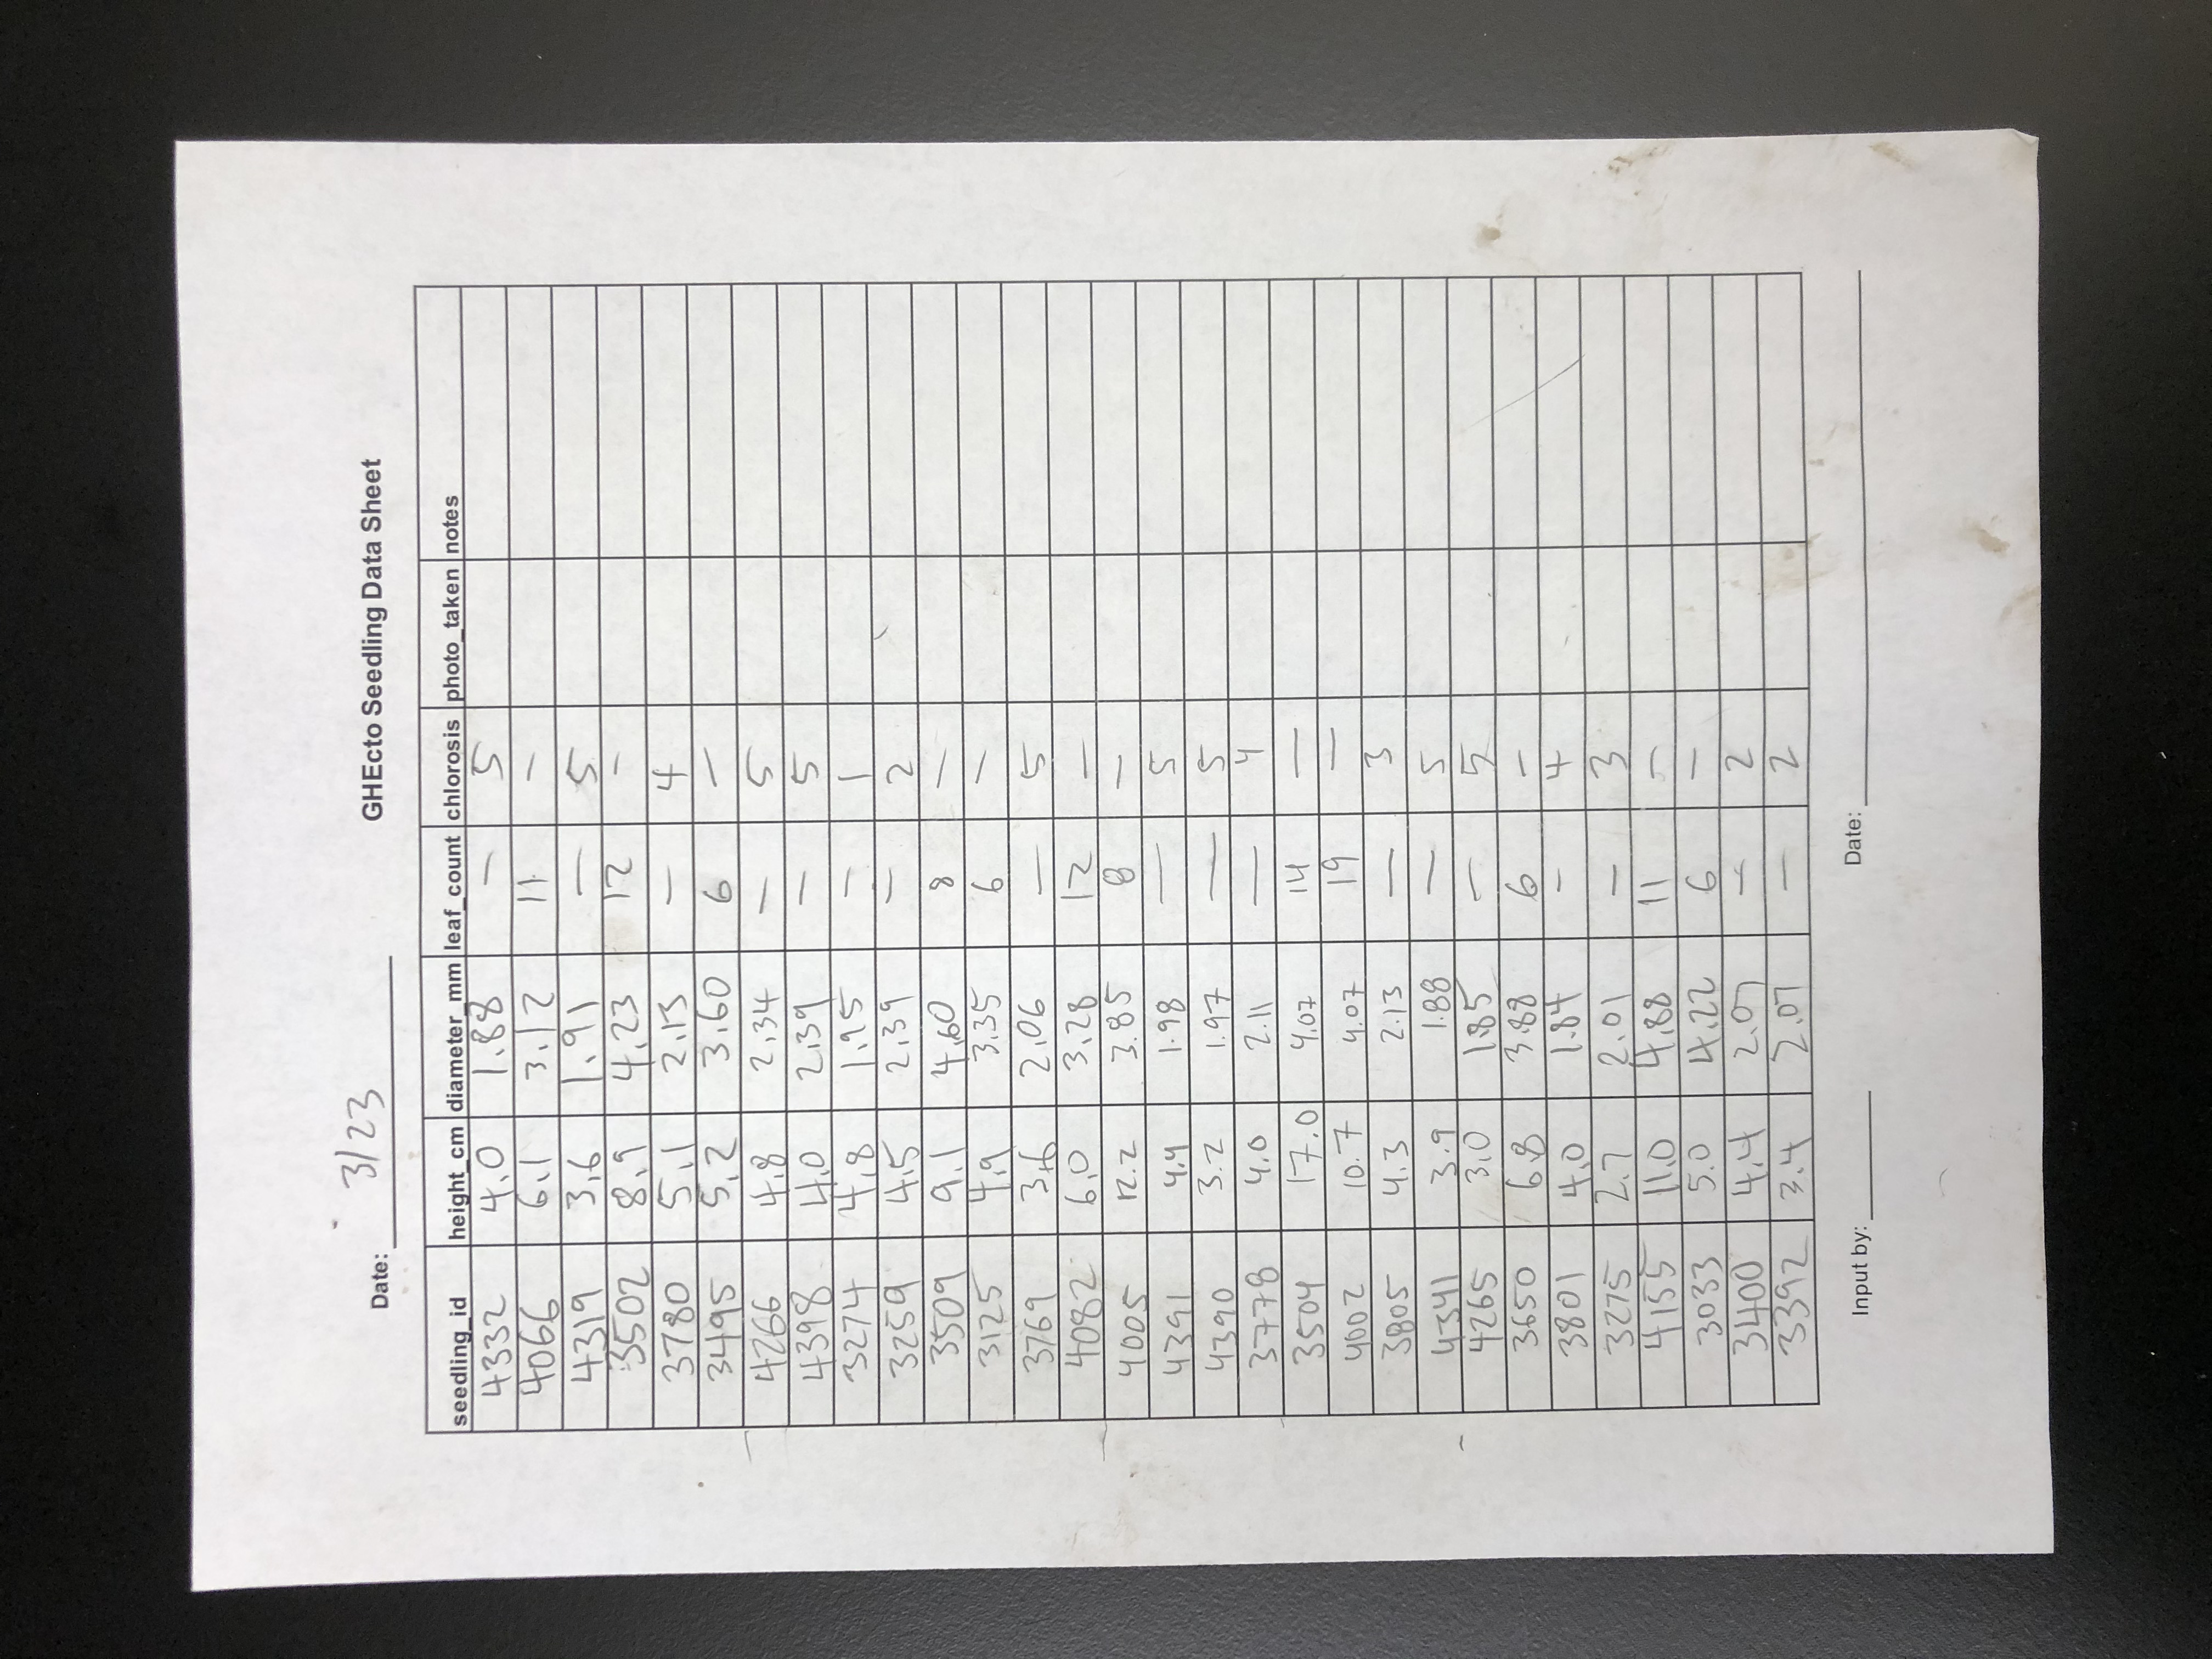 Date: 3/23
GHEcto Seedling Data Sheet
seedling_id height_cm diameter_mm leaf_count chlorosis photo_taken notes
4332 4.0 1.88 — 5
4066 6.1 3.12 11 —
4319 3.6 1.91 — 5
3502 8.9 4.23 12 —
3780 5.1 2.13 — 4
3495 5.2 3.60 6 —
4266 4.8 2.34 — 5
4398 4.0 2.39 — 5
3274 4.8 1.95 — 1
3259 4.5 2.39 — 2
3509 9.1 4.60 8 —
3125 4.9 3.35 6 —
3769 3.6 2.06 — 5
4082 6.0 3.28 12 —
4005 12.2 3.85 8 —
4391 4.4 1.98 — 5
4390 3.2 1.97 — 5
3778 4.0 2.11 — 4
3504 17.0 4.07 14 —
4002 10.7 4.07 19 —
3805 4.3 2.13 — 3
4341 3.9 1.88 — 5
4265 3.0 1.85 — 5
3650 6.8 3.88 6 —
3801 4.0 1.84 — 4
3275 2.7 2.01 — 3
4155 11.0 4.88 11 —
3033 5.0 4.22 6 —
3400 4.4 2.07 — 2
3392 3.4 2.07 — 2
Input by: Date: